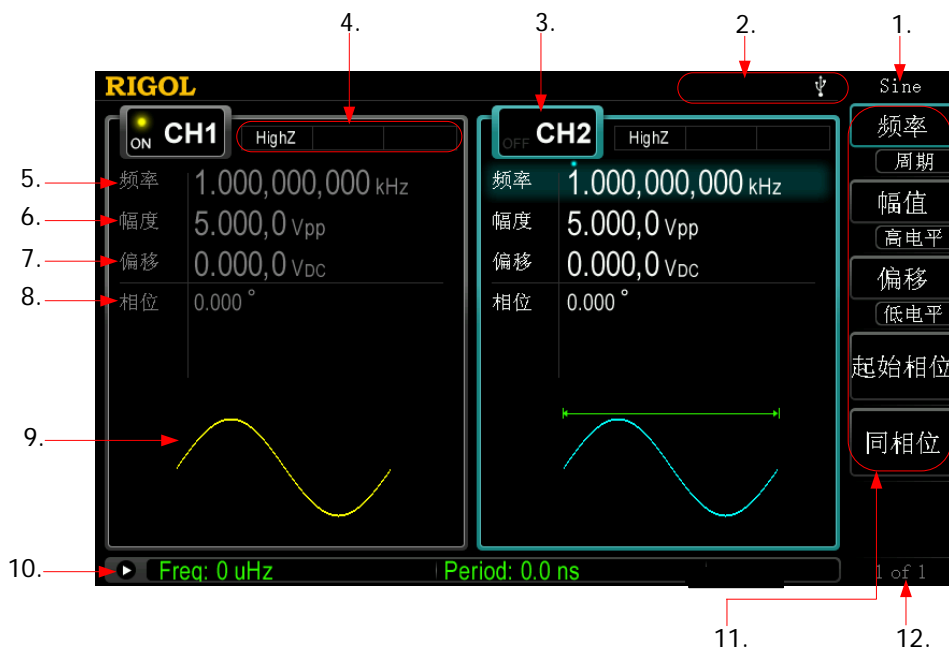 4.
3.
2.
1.
RIGOL
Sine
ON CH1
HighZ
OFF CH2
HighZ
频率
周期
5.
频率 1.000,000,000 kHz
频率 1.000,000,000 kHz
幅值
高电平
6.
幅度 5.000,0 Vpp
幅度 5.000,0 Vpp
7.
偏移 0.000,0 VDC
偏移 0.000,0 VDC
偏移
低电平
8.
相位 0.000 °
相位 0.000 °
起始相位
9.
同相位
10.
Freq: 0 uHz
Period: 0.0 ns
1 of 1
11.
12.